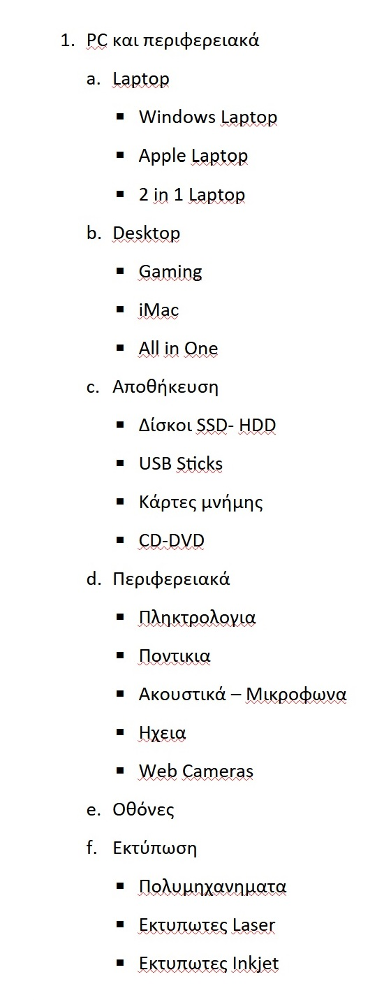 1. PC και περιφερειακά
a. Laptop
▪ Windows Laptop
▪ Apple Laptop
▪ 2 in 1 Laptop
b. Desktop
▪ Gaming
▪ iMac
▪ All in One
c. Αποθήκευση
▪ Δίσκοι SSD- HDD
▪ USB Sticks
▪ Κάρτες μνήμης
▪ CD-DVD
d. Περιφερειακά
▪ Πληκτρολογια
▪ Ποντικια
▪ Ακουστικά – Μικροφωνα
▪ Ηχεια
▪ Web Cameras
e. Οθόνες
f. Εκτύπωση
▪ Πολυμηχανηματα
▪ Εκτυπωτες Laser
▪ Εκτυπωτες Inkjet